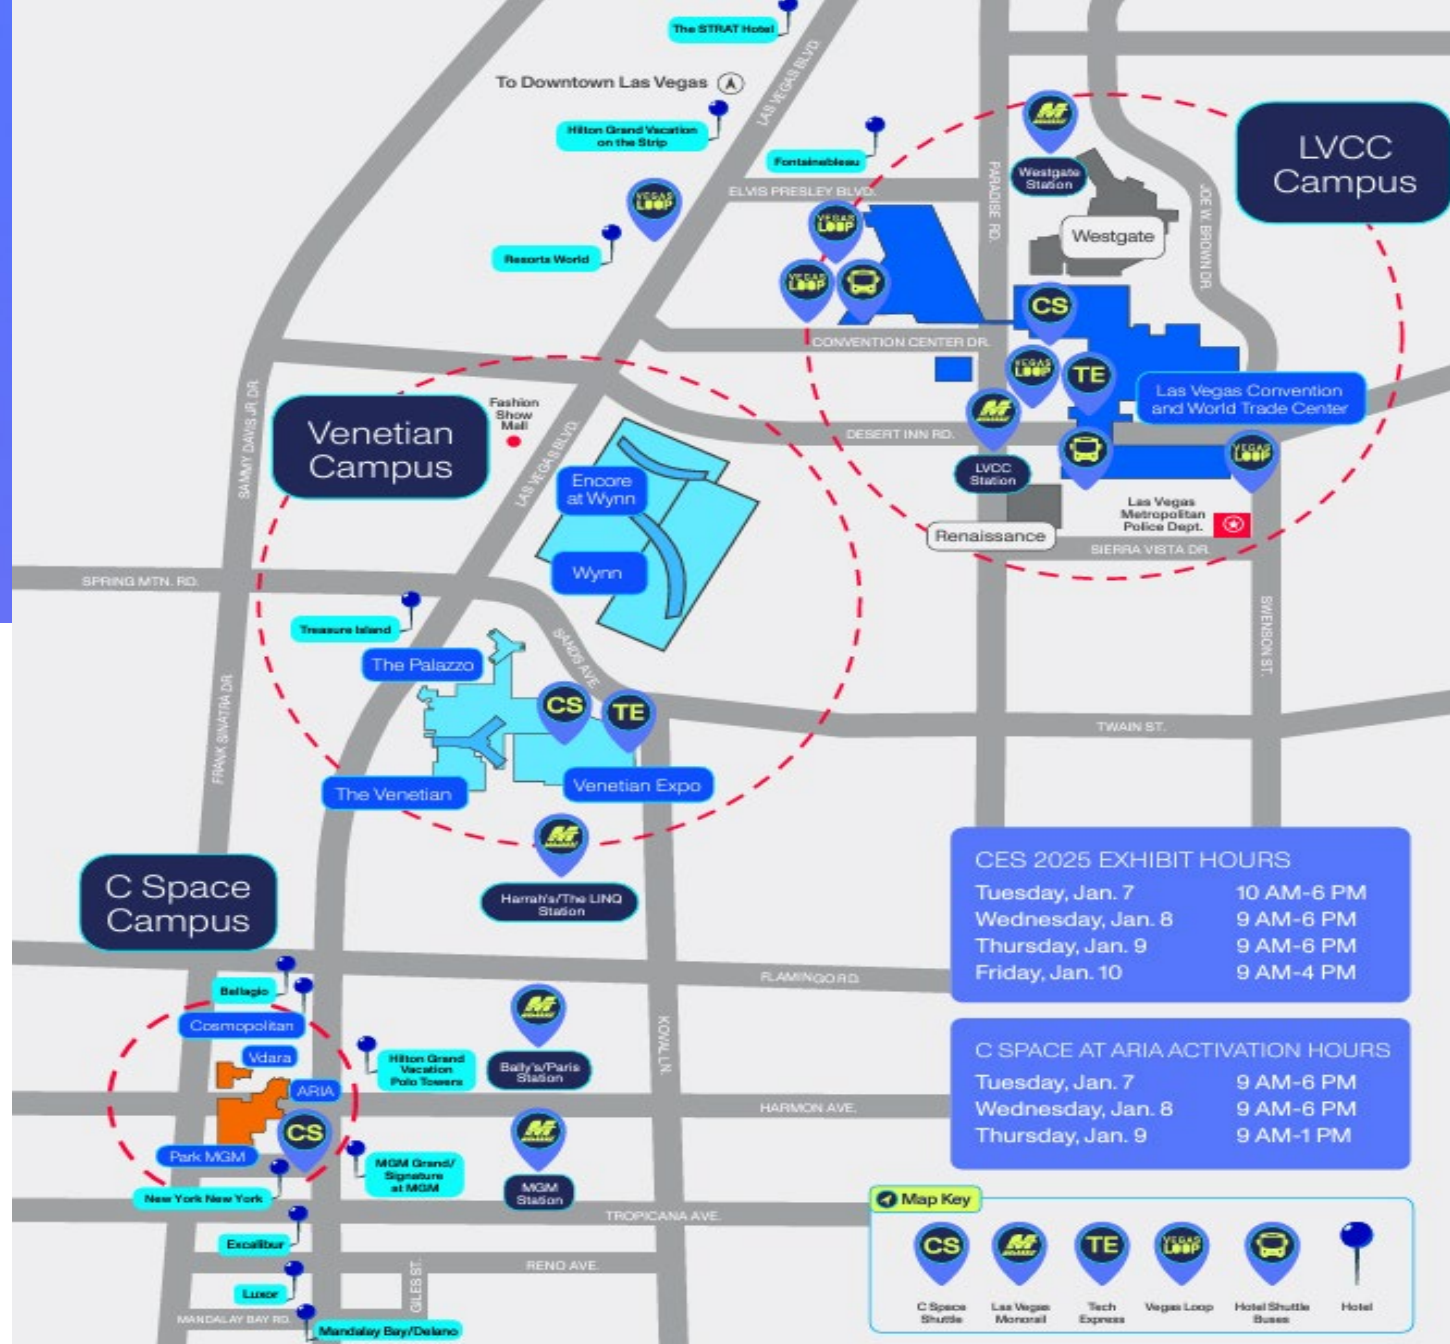 The STRAT Hotel
To Downtown Las Vegas
A
LAS VEGAS BLVD.
Hilton Grand Vacation
on the Strip
Fontainebleau
ELVIS PRESLEY BLVD.
PARADISE RD.
Westgate
Station
Westgate
JOE W. BROWN DR.
LVCC
Campus
VEGAS
LOOP
VEGAS
LOOP
VEGAS
LOOP
Resorts World
CS
CONVENTION CENTER DR.
VEGAS
LOOP
TE
Las Vegas Convention
and World Trade Center
DESERT INN RD.
LVCC
Station
VEGAS
LOOP
Las Vegas
Metropolitan
Police Dept.
Renaissance
SIERRA VISTA DR.
SWENSON ST.
SAMMY DAVIS JR. DR.
Venetian
Campus
Fashion
Show
Mall
LAS VEGAS BLVD.
Encore
at Wynn
Wynn
SPRING MTN. RD.
Treasure Island
SANDS AVE.
The Palazzo
CS
TE
TWAIN ST.
FRANK SINATRA DR.
The Venetian
Venetian Expo
Harrah's/The LINQ
Station
C Space
Campus
CES 2025 EXHIBIT HOURS
Tuesday, Jan. 7 10 AM-6 PM
Wednesday, Jan. 8 9 AM-6 PM
Thursday, Jan. 9 9 AM-6 PM
Friday, Jan. 10 9 AM-4 PM
FLAMINGO RD.
Bellagio
Cosmopolitan
Vdara
ARIA
Hilton Grand
Vacation
Polo Towers
Bally's/Paris
Station
KOVAL LN.
HARMON AVE.
C SPACE AT ARIA ACTIVATION HOURS
Tuesday, Jan. 7 9 AM-6 PM
Wednesday, Jan. 8 9 AM-6 PM
Thursday, Jan. 9 9 AM-1 PM
CS
Park MGM
MGM Grand/
Signature
at MGM
MGM
Station
New York New York
TROPICANA AVE.
Excalibur
RENO AVE.
GILES ST.
Luxor
MANDALAY BAY RD.
Mandalay Bay/Delano
Map Key
CS
TE
VEGAS
LOOP
C Space
Shuttle
Las Vegas
Monorail
Tech
Express
Vegas Loop
Hotel Shuttle
Buses
Hotel